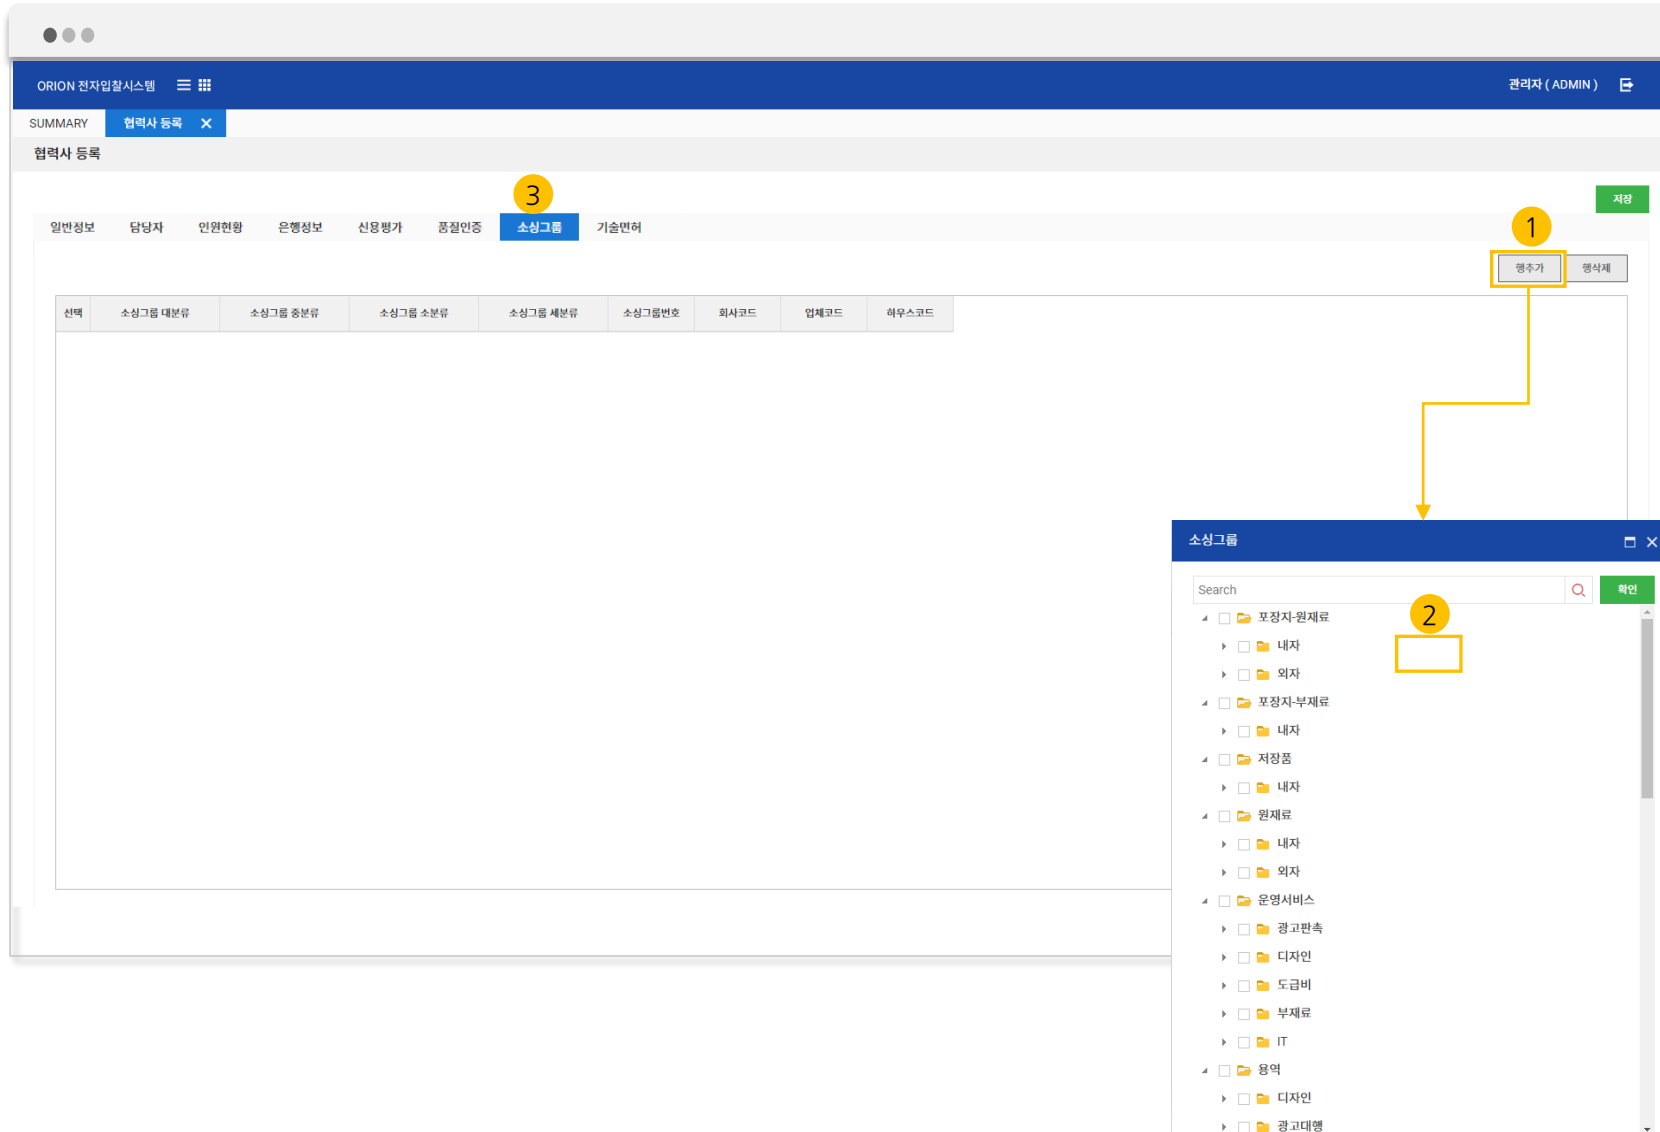 ORION 전자입찰시스템
관리자 ( ADMIN )
SUMMARY 협력사 등록
협력사 등록
3
저장
일반정보 담당자 인원현황 은행정보 신용평가 품질인증 소싱그룹 기술면허
1
행추가 행삭제
선택 소싱그룹 대분류 소싱그룹 중분류 소싱그룹 소분류 소싱그룹 세분류 소싱그룹번호 회사코드 업체코드 하우스코드
소싱그룹
Search 확인
2
포장지-원재료
내자
외자
포장지-부재료
내자
저장품
내자
원재료
내자
외자
운영서비스
광고판촉
디자인
도급비
부재료
IT
용역
디자인
광고대행